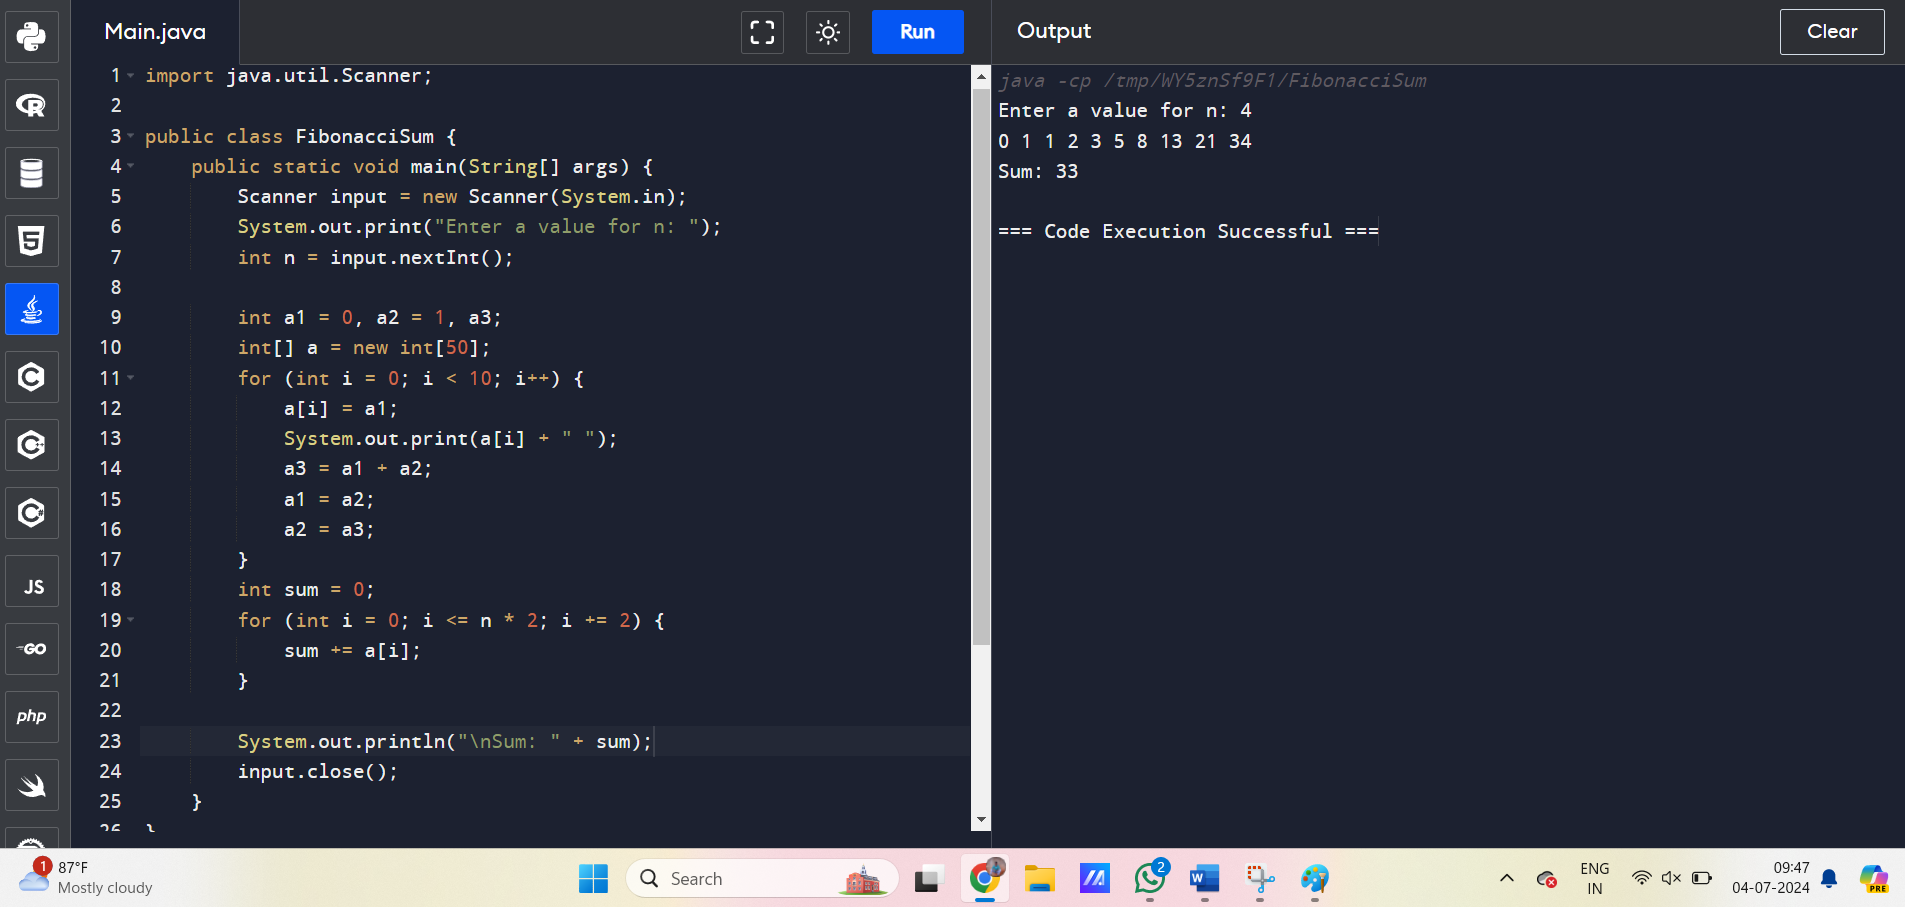 Main.java
Run
Output
Clear
1 import java.util.Scanner;
2
3 public class FibonacciSum {
4     public static void main(String[] args) {
5         Scanner input = new Scanner(System.in);
6         System.out.print("Enter a value for n: ");
7         int n = input.nextInt();
8
9         int a1 = 0, a2 = 1, a3;
10         int[] a = new int[50];
11         for (int i = 0; i < 10; i++) {
12             a[i] = a1;
13             System.out.print(a[i] + " ");
14             a3 = a1 + a2;
15             a1 = a2;
16             a2 = a3;
17         }
18         int sum = 0;
19         for (int i = 0; i <= n * 2; i += 2) {
20             sum += a[i];
21         }
22
23         System.out.println("\nSum: " + sum);
24         input.close();
25     }
26 }
java -cp /tmp/WY5znSf9F1/FibonacciSum
Enter a value for n: 4
0 1 1 2 3 5 8 13 21 34
Sum: 33
=== Code Execution Successful ===
R
5
C
C++
C#
JS
GO
php
1
87°F
Mostly cloudy
Search
2
W
ENG
IN
09:47
04-07-2024
PRE